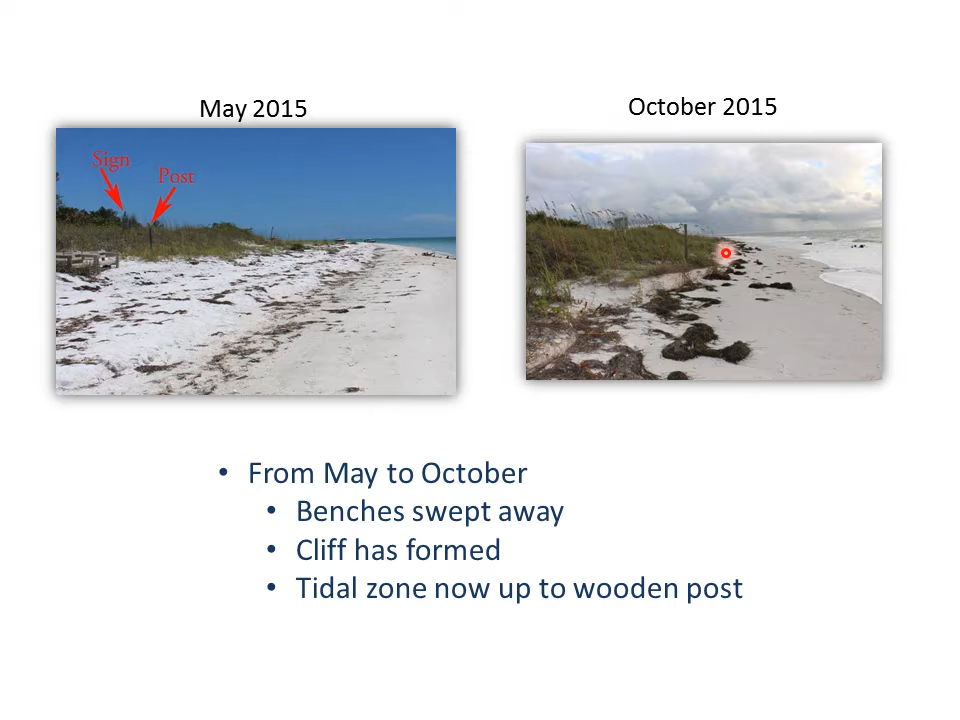 May 2015
October 2015
Sign
Post
• From May to October
• Benches swept away
• Cliff has formed
• Tidal zone now up to wooden post